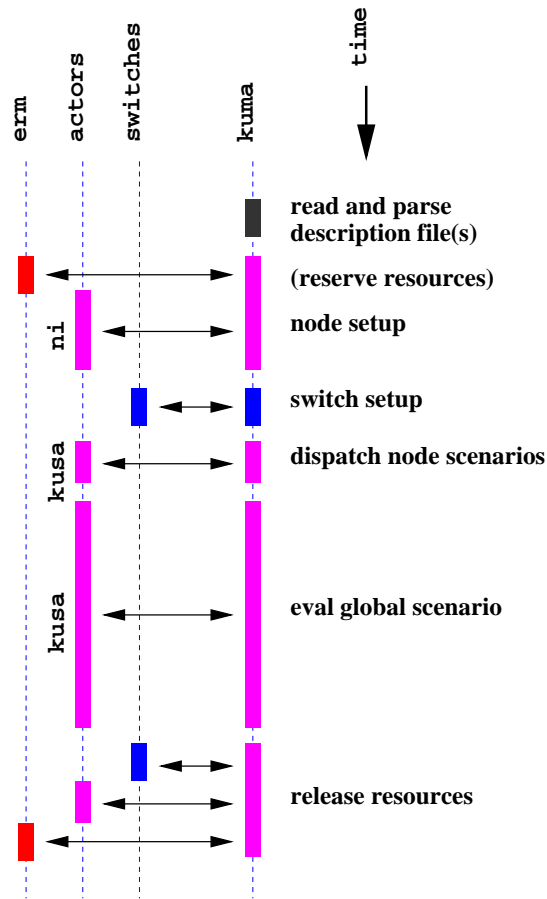 erm
actors
switches
kuma
time
read and parse
description file(s)
(reserve resources)
ni
node setup
switch setup
kusa
dispatch node scenarios
kusa
eval global scenario
release resources